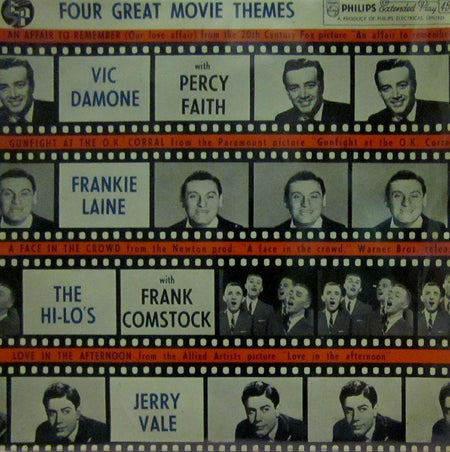 FOUR GREAT MOVIE THEMES
PHILIPS Extended Play 45
A PRODUCT OF PHILIPS ELECTRICAL LIMITED
AN AFFAIR TO REMEMBER (Our love affair) from the 20th Century Fox picture "An affair to remembe
VIC
DAMONE
with
PERCY
FAITH
GUNFIGHT AT THE O.K. CORRAL from the Paramount picture "Gunfight at the O.K. Corra
FRANKIE
LAINE
A FACE IN THE CROWD from the Newton prod. "A face in the crowd," Warner Bros. relea
THE
HI-LO'S
with
FRANK
COMSTOCK
LOVE IN THE AFTERNOON from the Allied Artists picture "Love in the afternoon"
JERRY
VALE